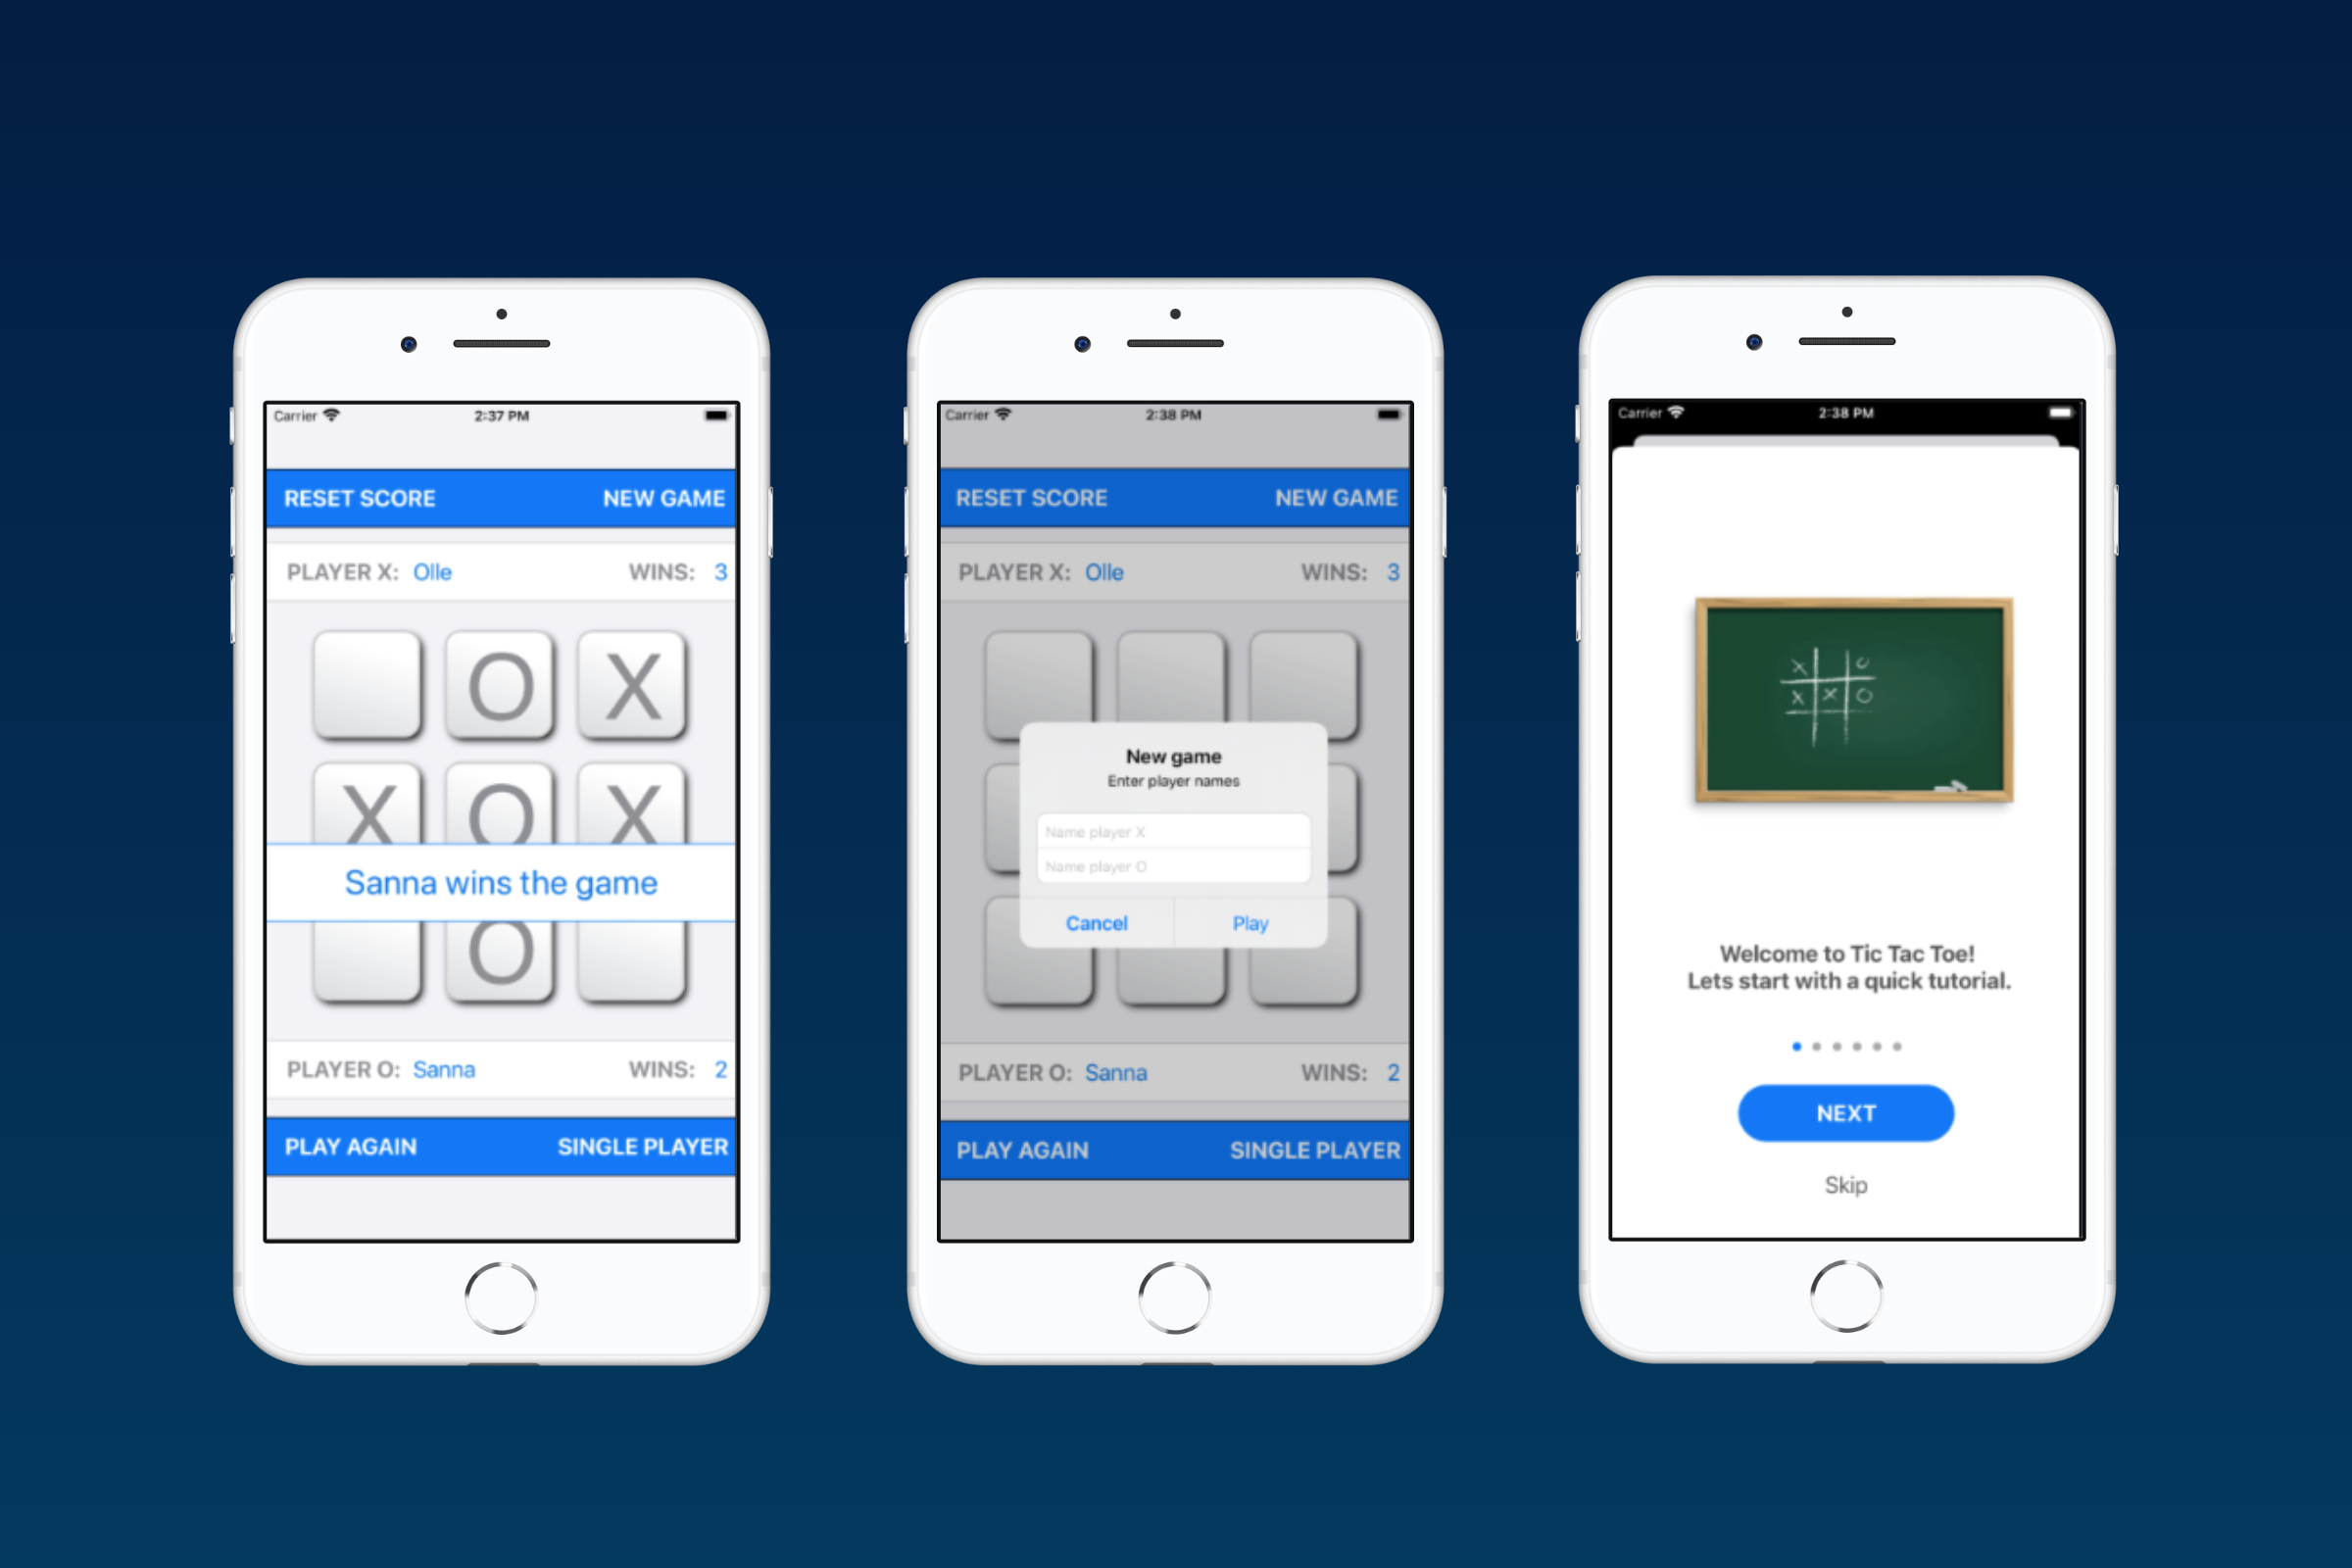 Carrier 2:37 PM
RESET SCORE NEW GAME
PLAYER X: Olle WINS: 3
O X
X O X
Sanna wins the game
O
PLAYER O: Sanna WINS: 2
PLAY AGAIN SINGLE PLAYER
Carrier 2:38 PM
RESET SCORE NEW GAME
PLAYER X: Olle WINS: 3
New game
Enter player names
Name player X
Name player O
Cancel Play
PLAYER O: Sanna WINS: 2
PLAY AGAIN SINGLE PLAYER
Carrier 2:38 PM
X O
X X O
Welcome to Tic Tac Toe!
Lets start with a quick tutorial.
NEXT
Skip